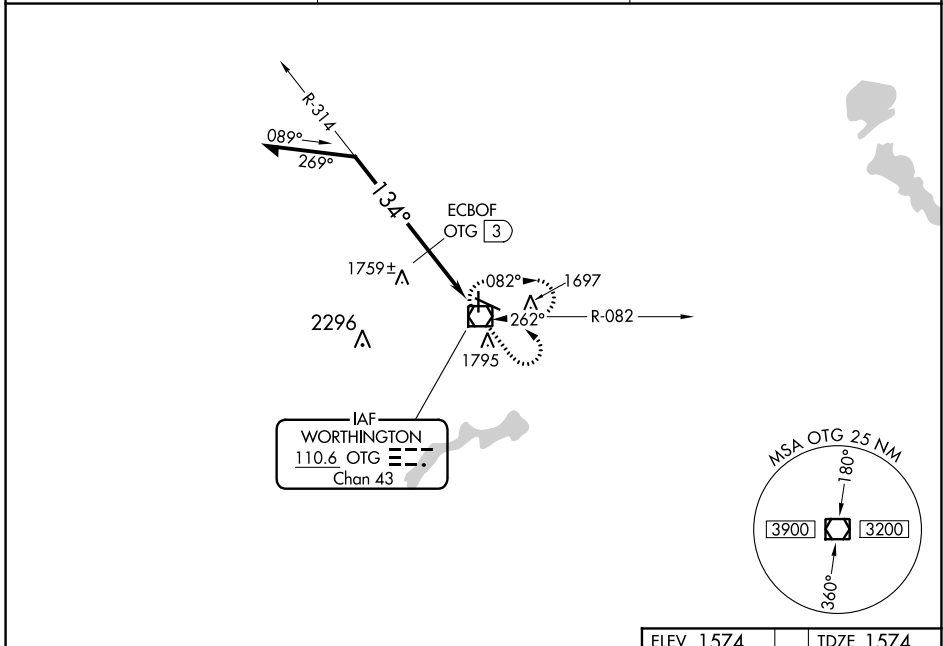 R-314
089°
269°
134°
ECBOF
OTG 3
1759±
082°
1697
262°
R-082
2296
1795
IAF
WORTHINGTON
110.6 OTG
Chan 43
MSA OTG 25 NM
180°
3900
3200
360°
ELEV 1574
TDZE 1574